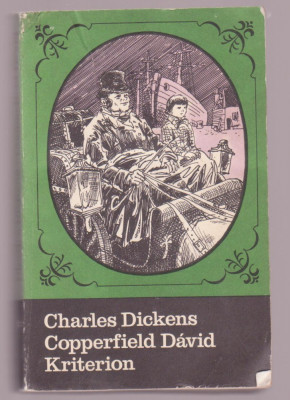 Charles Dickens
Copperfield Dávid
Kriterion